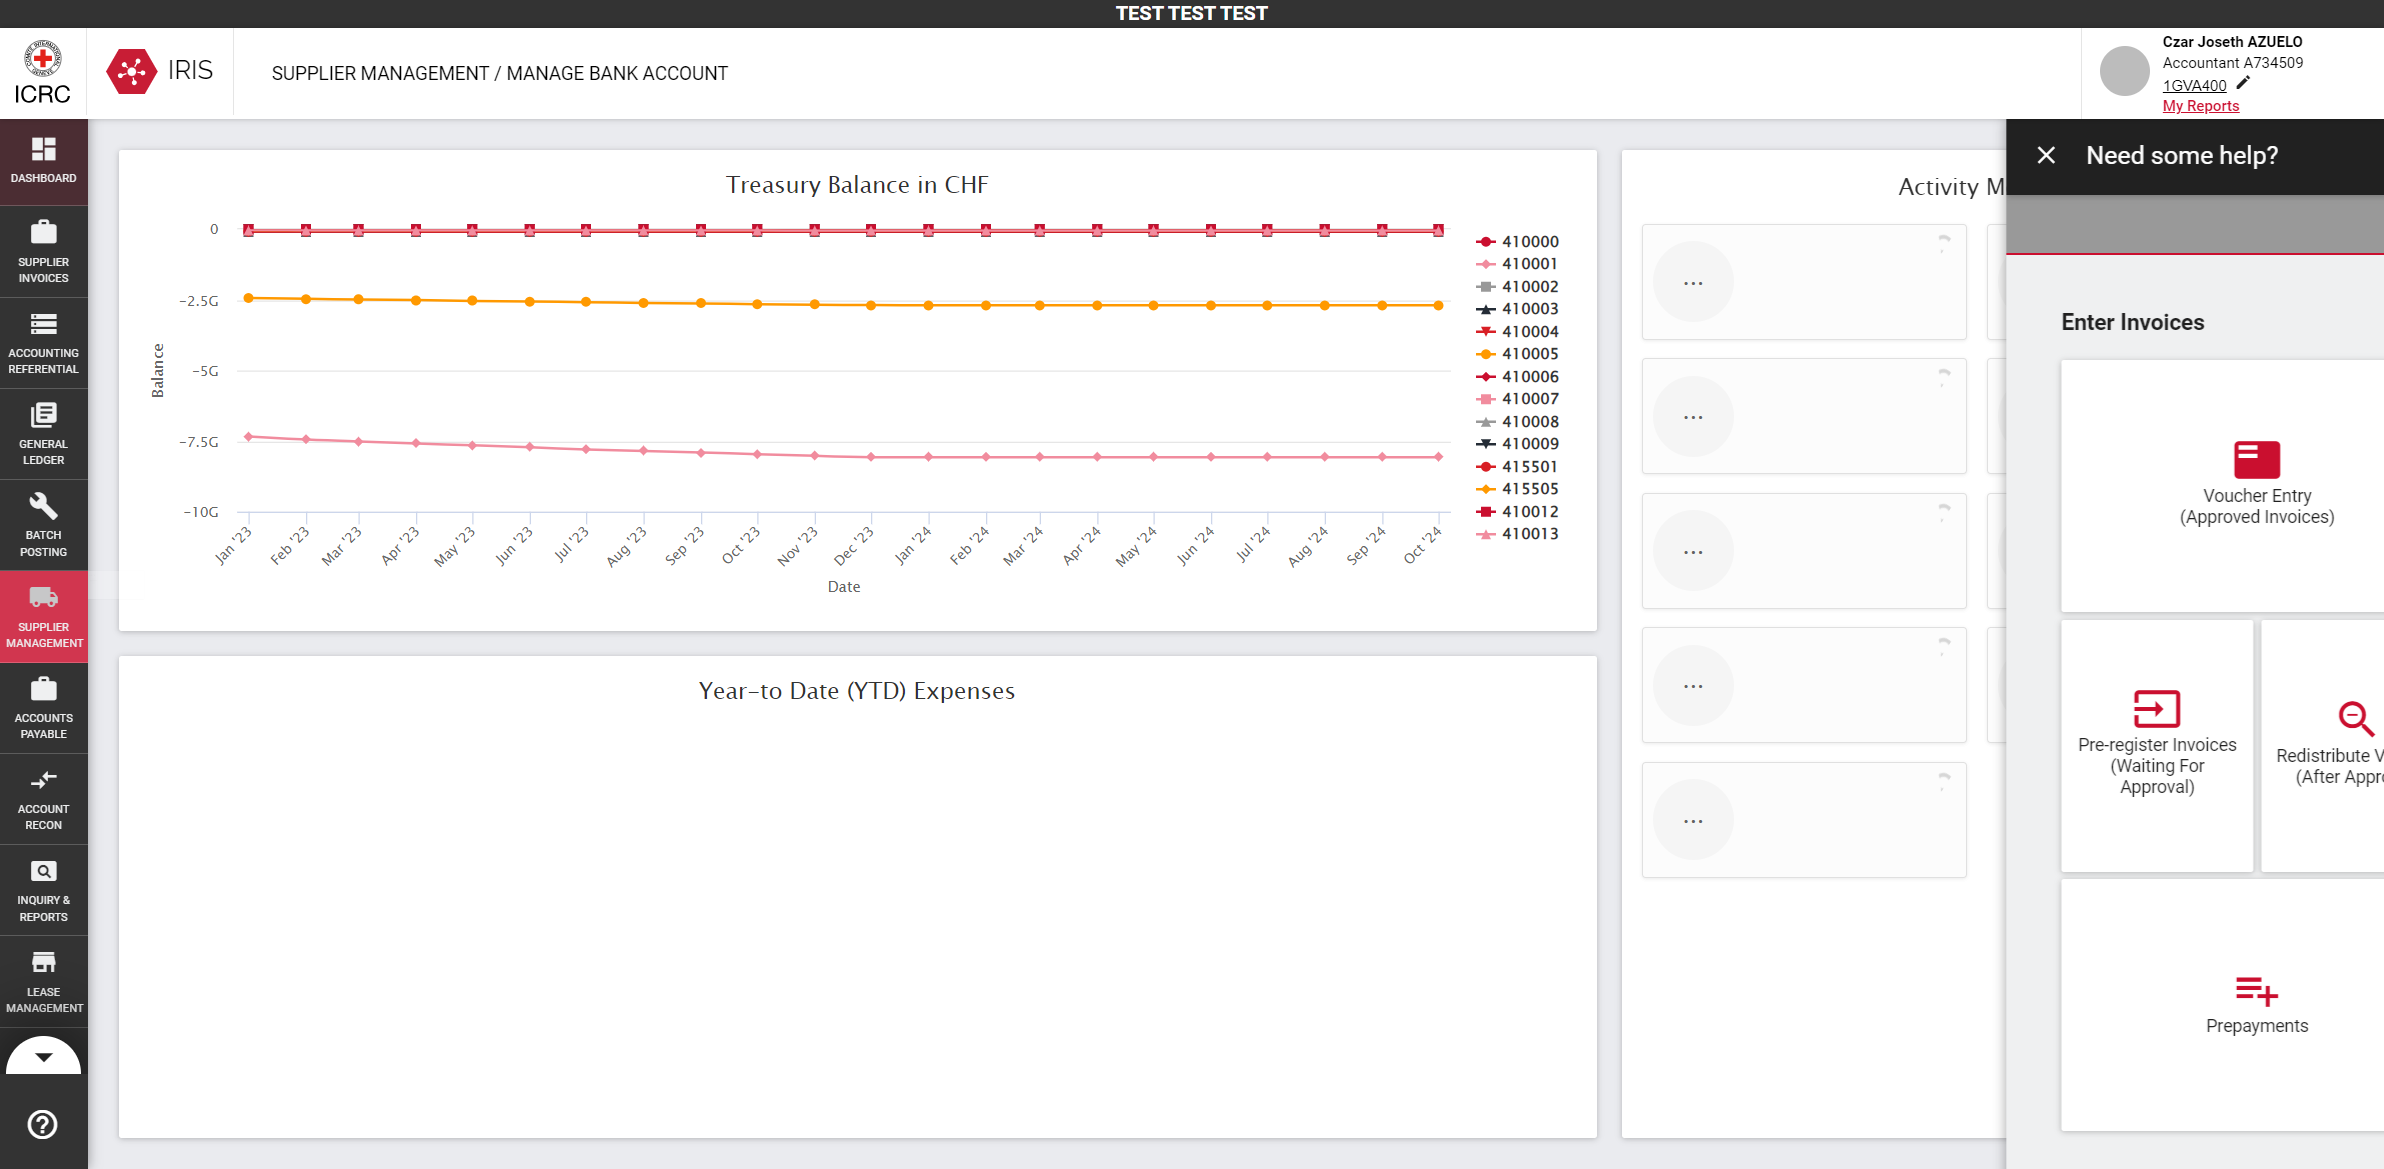 TEST TEST TEST
ICRC
IRIS
SUPPLIER MANAGEMENT / MANAGE BANK ACCOUNT
Czar Joseth AZUELO
Accountant A734509
1GVA400
My Reports
DASHBOARD
SUPPLIER
INVOICES
ACCOUNTING
REFERENTIAL
GENERAL
LEDGER
BATCH
POSTING
SUPPLIER
MANAGEMENT
ACCOUNTS
PAYABLE
ACCOUNT
RECON
INQUIRY &
REPORTS
LEASE
MANAGEMENT
Treasury Balance in CHF
0
−2.5G
−5G
−7.5G
−10G
Balance
Jan '23
Feb '23
Mar '23
Apr '23
May '23
Jun '23
Jul '23
Aug '23
Sep '23
Oct '23
Nov '23
Dec '23
Jan '24
Feb '24
Mar '24
Apr '24
May '24
Jun '24
Jul '24
Aug '24
Sep '24
Oct '24
Date
410000
410001
410002
410003
410004
410005
410006
410007
410008
410009
415501
415505
410012
410013
Year-to Date (YTD) Expenses
Activity M
...
...
...
...
...
Need some help?
Enter Invoices
Voucher Entry
(Approved Invoices)
Pre-register Invoices
(Waiting For
Approval)
Redistribute V
(After Appr
Prepayments